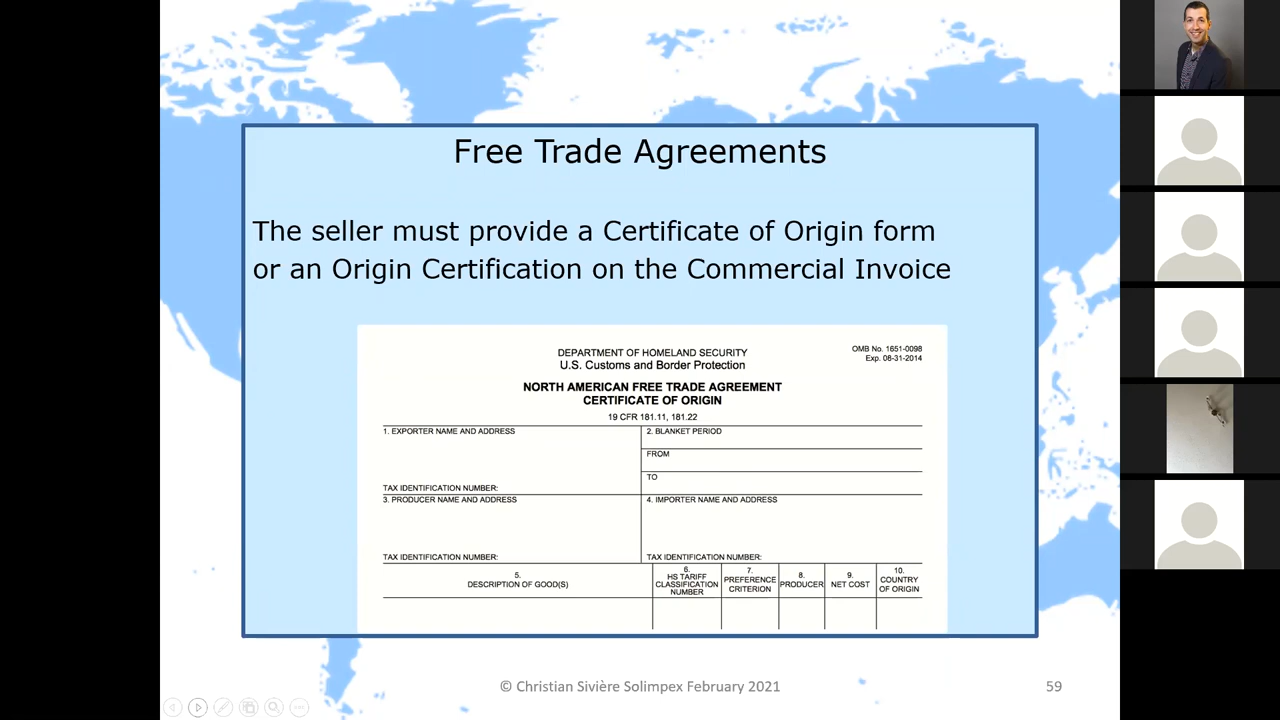 Free Trade Agreements
The seller must provide a Certificate of Origin form
or an Origin Certification on the Commercial Invoice
DEPARTMENT OF HOMELAND SECURITY
U.S. Customs and Border Protection
OMB No. 1651-0098
Exp. 08-31-2014
NORTH AMERICAN FREE TRADE AGREEMENT
CERTIFICATE OF ORIGIN
19 CFR 181.11, 181.22
1. EXPORTER NAME AND ADDRESS
TAX IDENTIFICATION NUMBER:
2. BLANKET PERIOD
FROM
TO
3. PRODUCER NAME AND ADDRESS
TAX IDENTIFICATION NUMBER:
4. IMPORTER NAME AND ADDRESS
TAX IDENTIFICATION NUMBER:
5.
DESCRIPTION OF GOOD(S)
6.
HS TARIFF
CLASSIFICATION
NUMBER
7.
PREFERENCE
CRITERION
8.
PRODUCER
9.
NET COST
10.
COUNTRY
OF ORIGIN
© Christian Sivière Solimpex February 2021
59